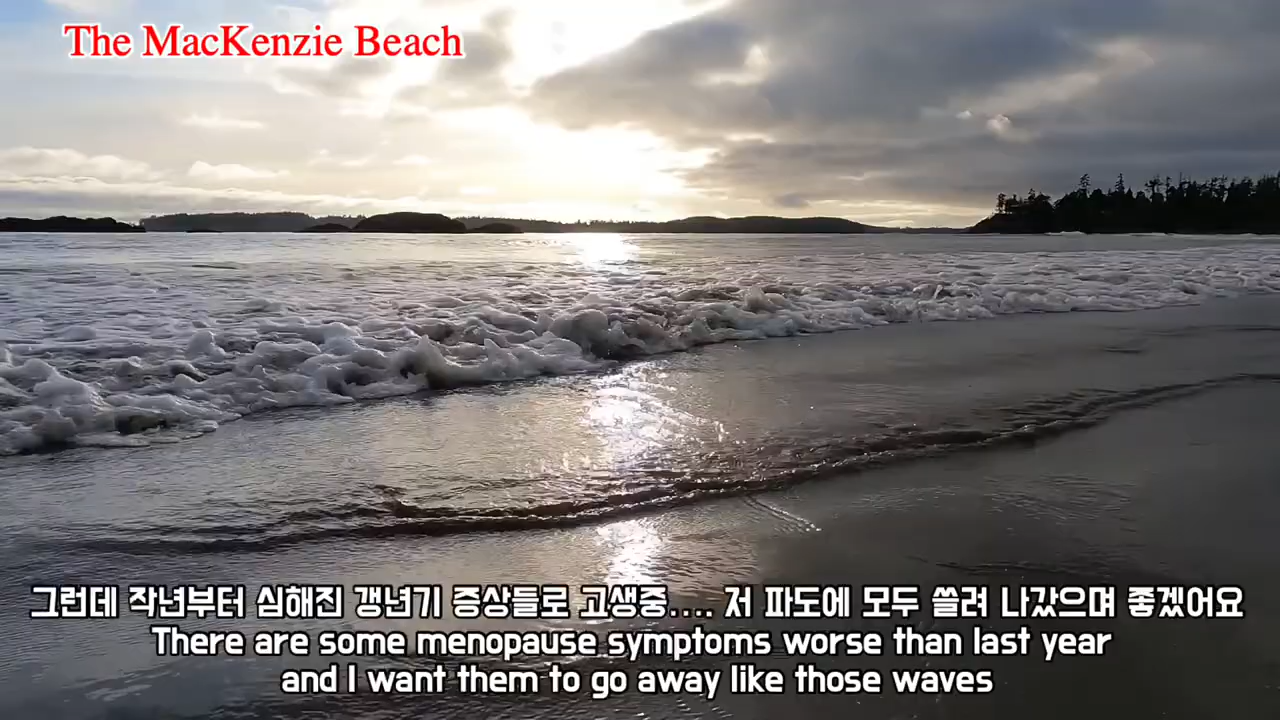 The MacKenzie Beach
그런데 작년부터 심해진 갱년기 증상들로 고생중.... 저 파도에 모두 쓸려 나갔으며 좋겠어요
There are some menopause symptoms worse than last year
and I want them to go away like those waves